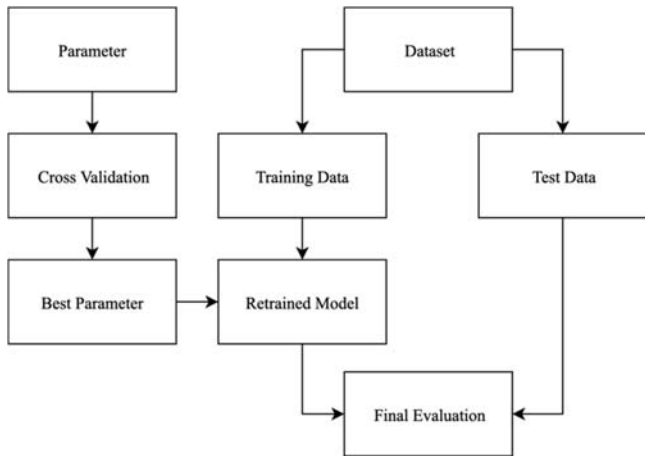 Parameter
Dataset
Cross Validation
Training Data
Test Data
Best Parameter
Retrained Model
Final Evaluation